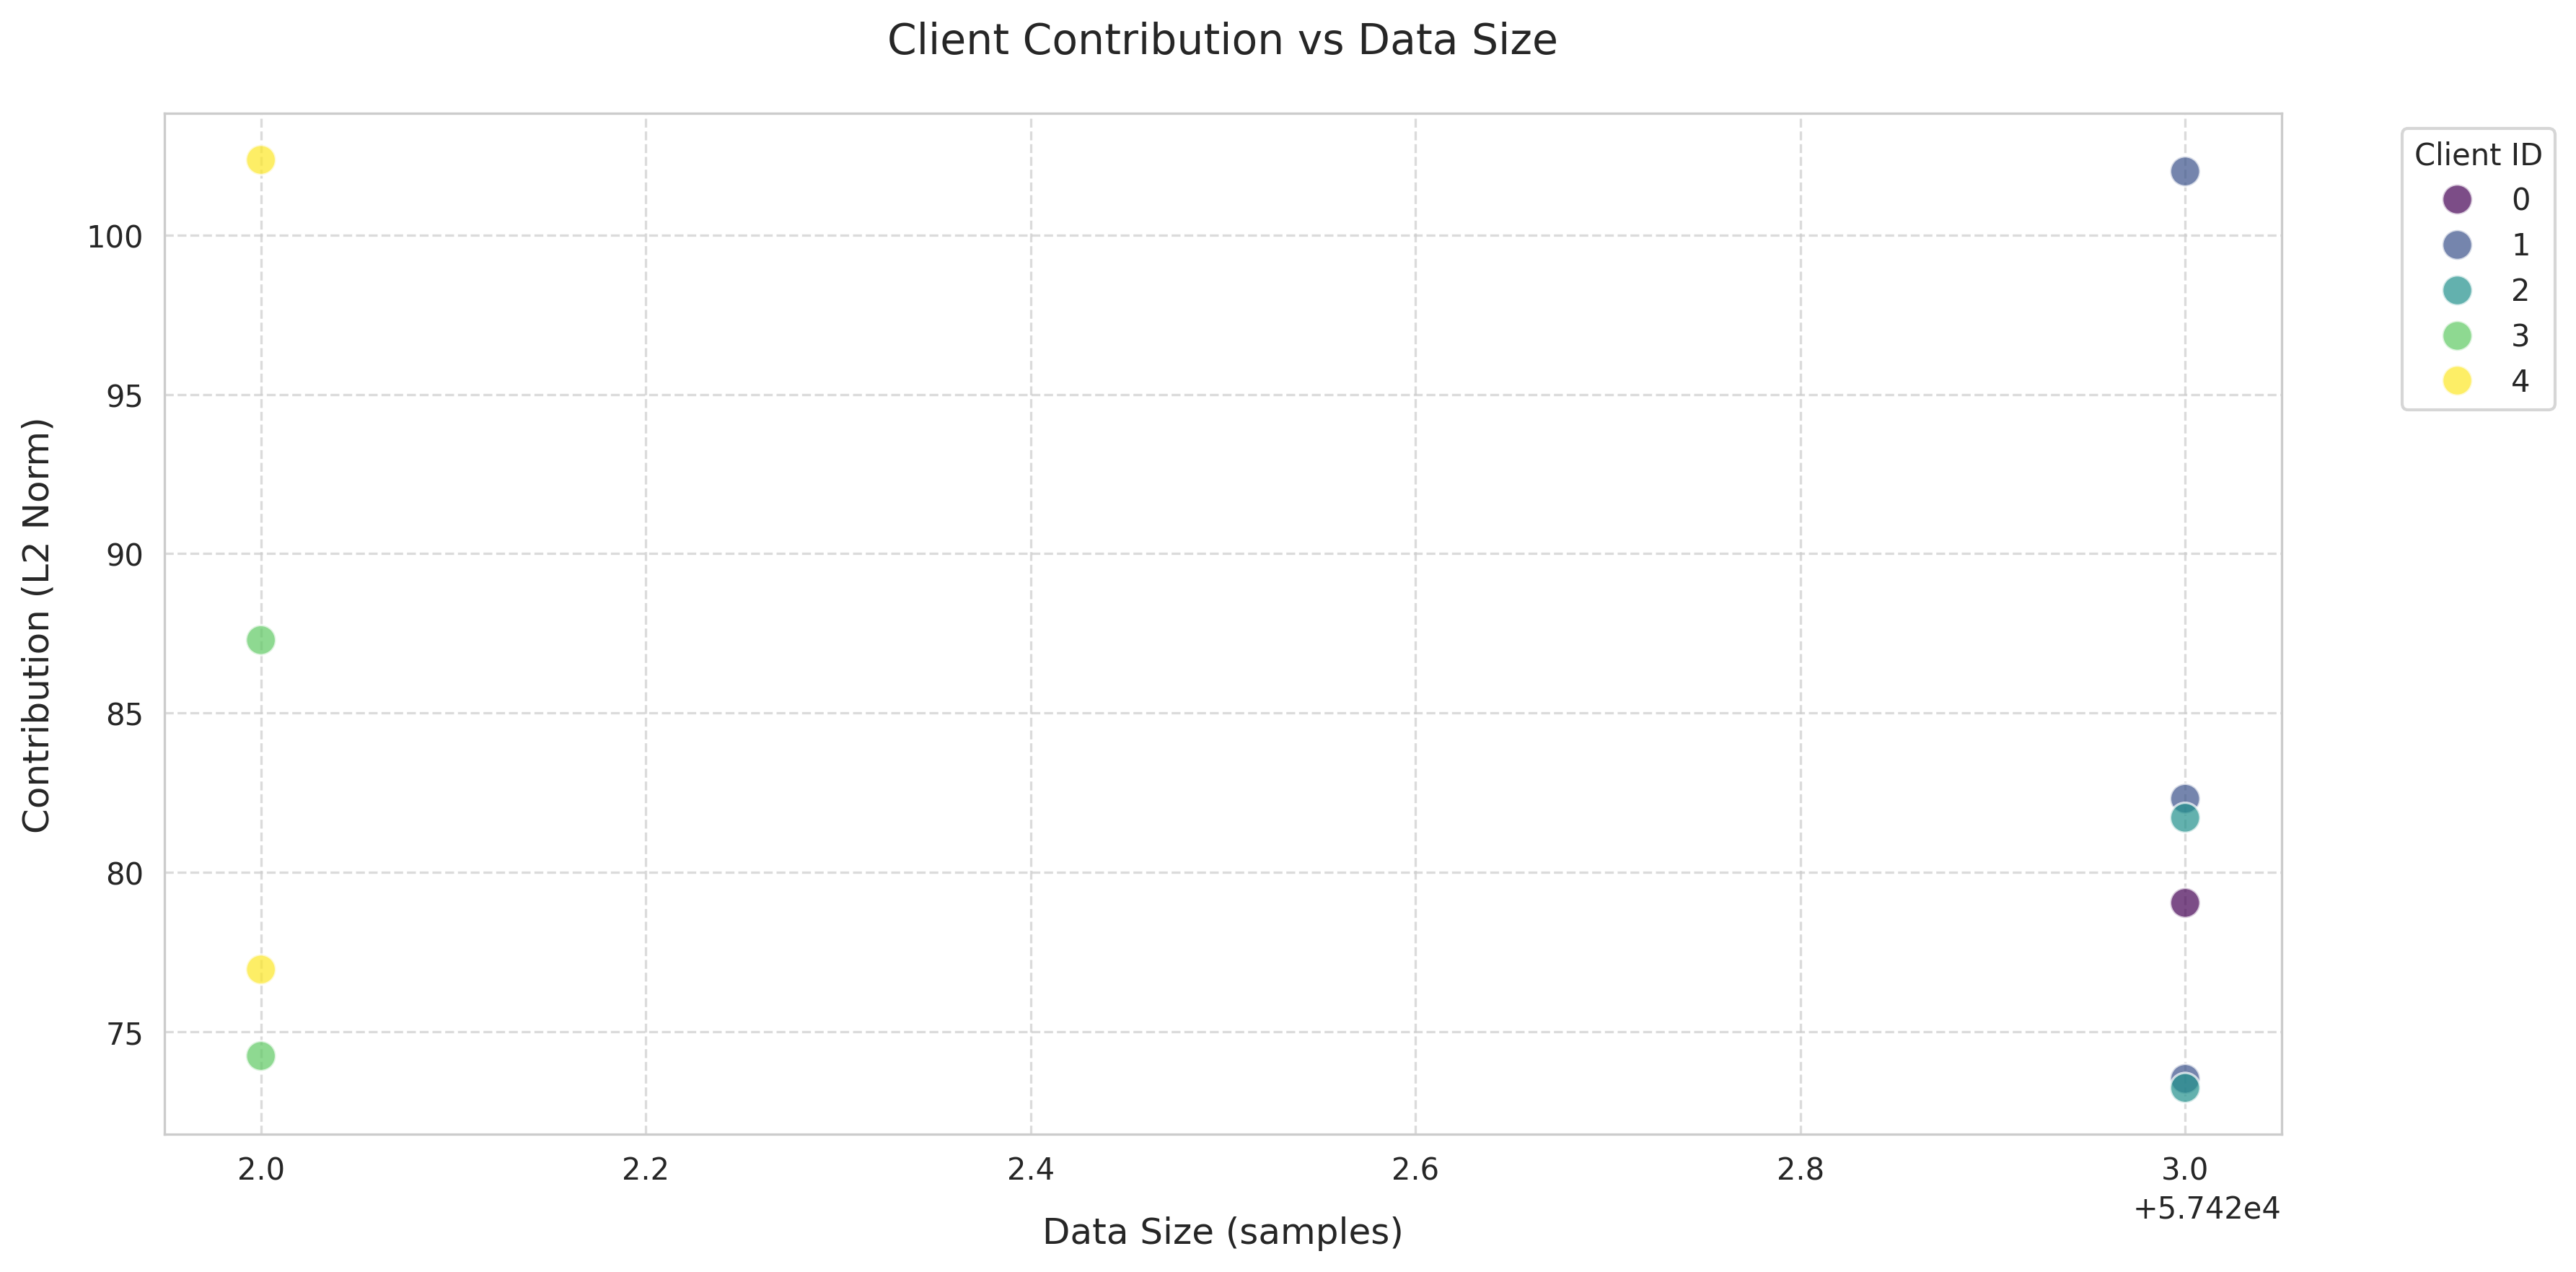 Client Contribution vs Data Size
Contribution (L2 Norm)
100
95
90
85
80
75
2.0 2.2 2.4 2.6 2.8 3.0
+5.742e4
Data Size (samples)
Client ID
0
1
2
3
4